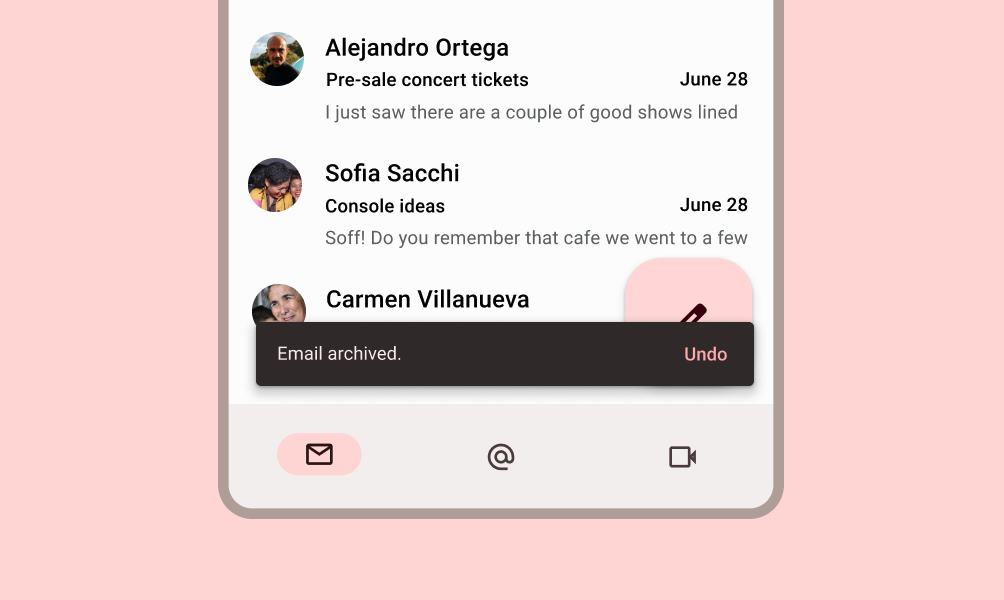 Alejandro Ortega
Pre-sale concert tickets June 28
I just saw there are a couple of good shows lined
Sofia Sacchi
Console ideas June 28
Soff! Do you remember that cafe we went to a few
Carmen Villanueva
Email archived. Undo